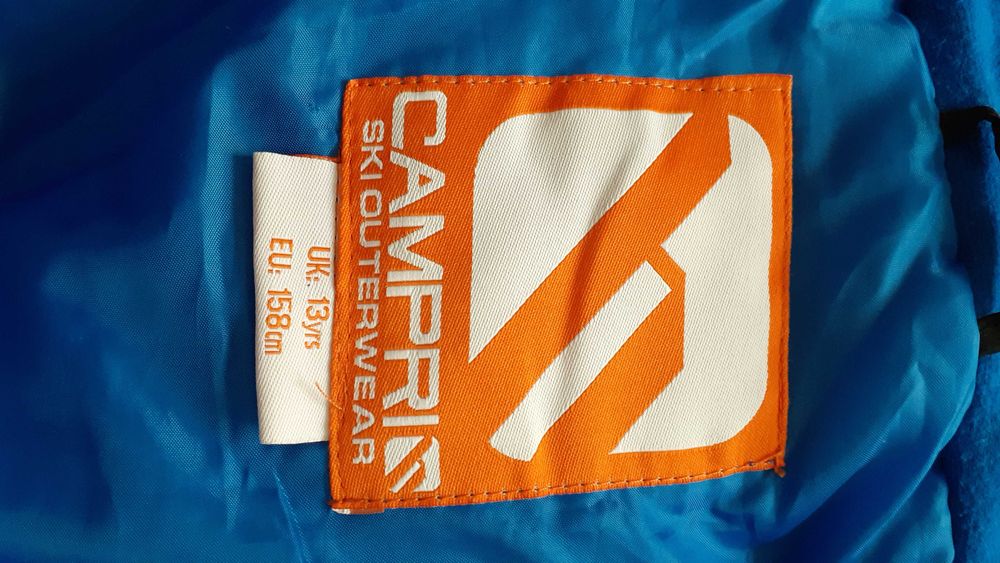 CAMPRI
SKI OUTERWEAR
UK: 13yrs
EU: 158cm